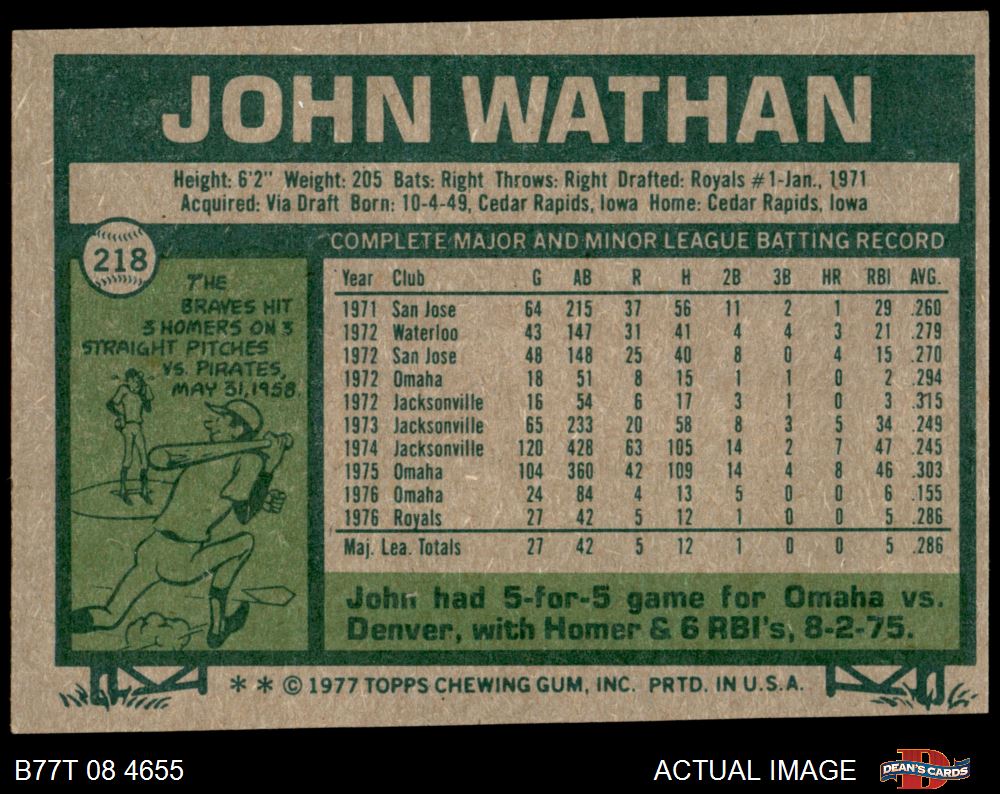 JOHN WATHAN
Height: 6'2" Weight: 205 Bats: Right Throws: Right Drafted: Royals #1-Jan., 1971
Acquired: Via Draft Born: 10-4-49, Cedar Rapids, Iowa Home: Cedar Rapids, Iowa
218
THE
BRAVES HIT
3 HOMERS ON 3
STRAIGHT PITCHES
VS. PIRATES,
MAY 31, 1958.
COMPLETE MAJOR AND MINOR LEAGUE BATTING RECORD
Year Club G AB R H 2B 3B HR RBI AVG.
1971 San Jose 64 215 37 56 11 2 1 29 .260
1972 Waterloo 43 147 31 41 4 4 3 21 .279
1972 San Jose 48 148 25 40 8 0 4 15 .270
1972 Omaha 18 51 8 15 1 1 0 2 .294
1972 Jacksonville 16 54 6 17 3 1 0 3 .315
1973 Jacksonville 65 233 20 58 8 3 5 34 .249
1974 Jacksonville 120 428 63 105 14 2 7 47 .245
1975 Omaha 104 360 42 109 14 4 8 46 .303
1976 Omaha 24 84 4 13 5 0 0 6 .155
1976 Royals 27 42 5 12 1 0 0 5 .286
Maj. Lea. Totals 27 42 5 12 1 0 0 5 .286
John had 5-for-5 game for Omaha vs.
Denver, with Homer & 6 RBI's, 8-2-75.
* * © 1977 TOPPS CHEWING GUM, INC. PRTD. IN U.S.A.
B77T 08 4655
ACTUAL IMAGE
D
DEAN'S CARDS